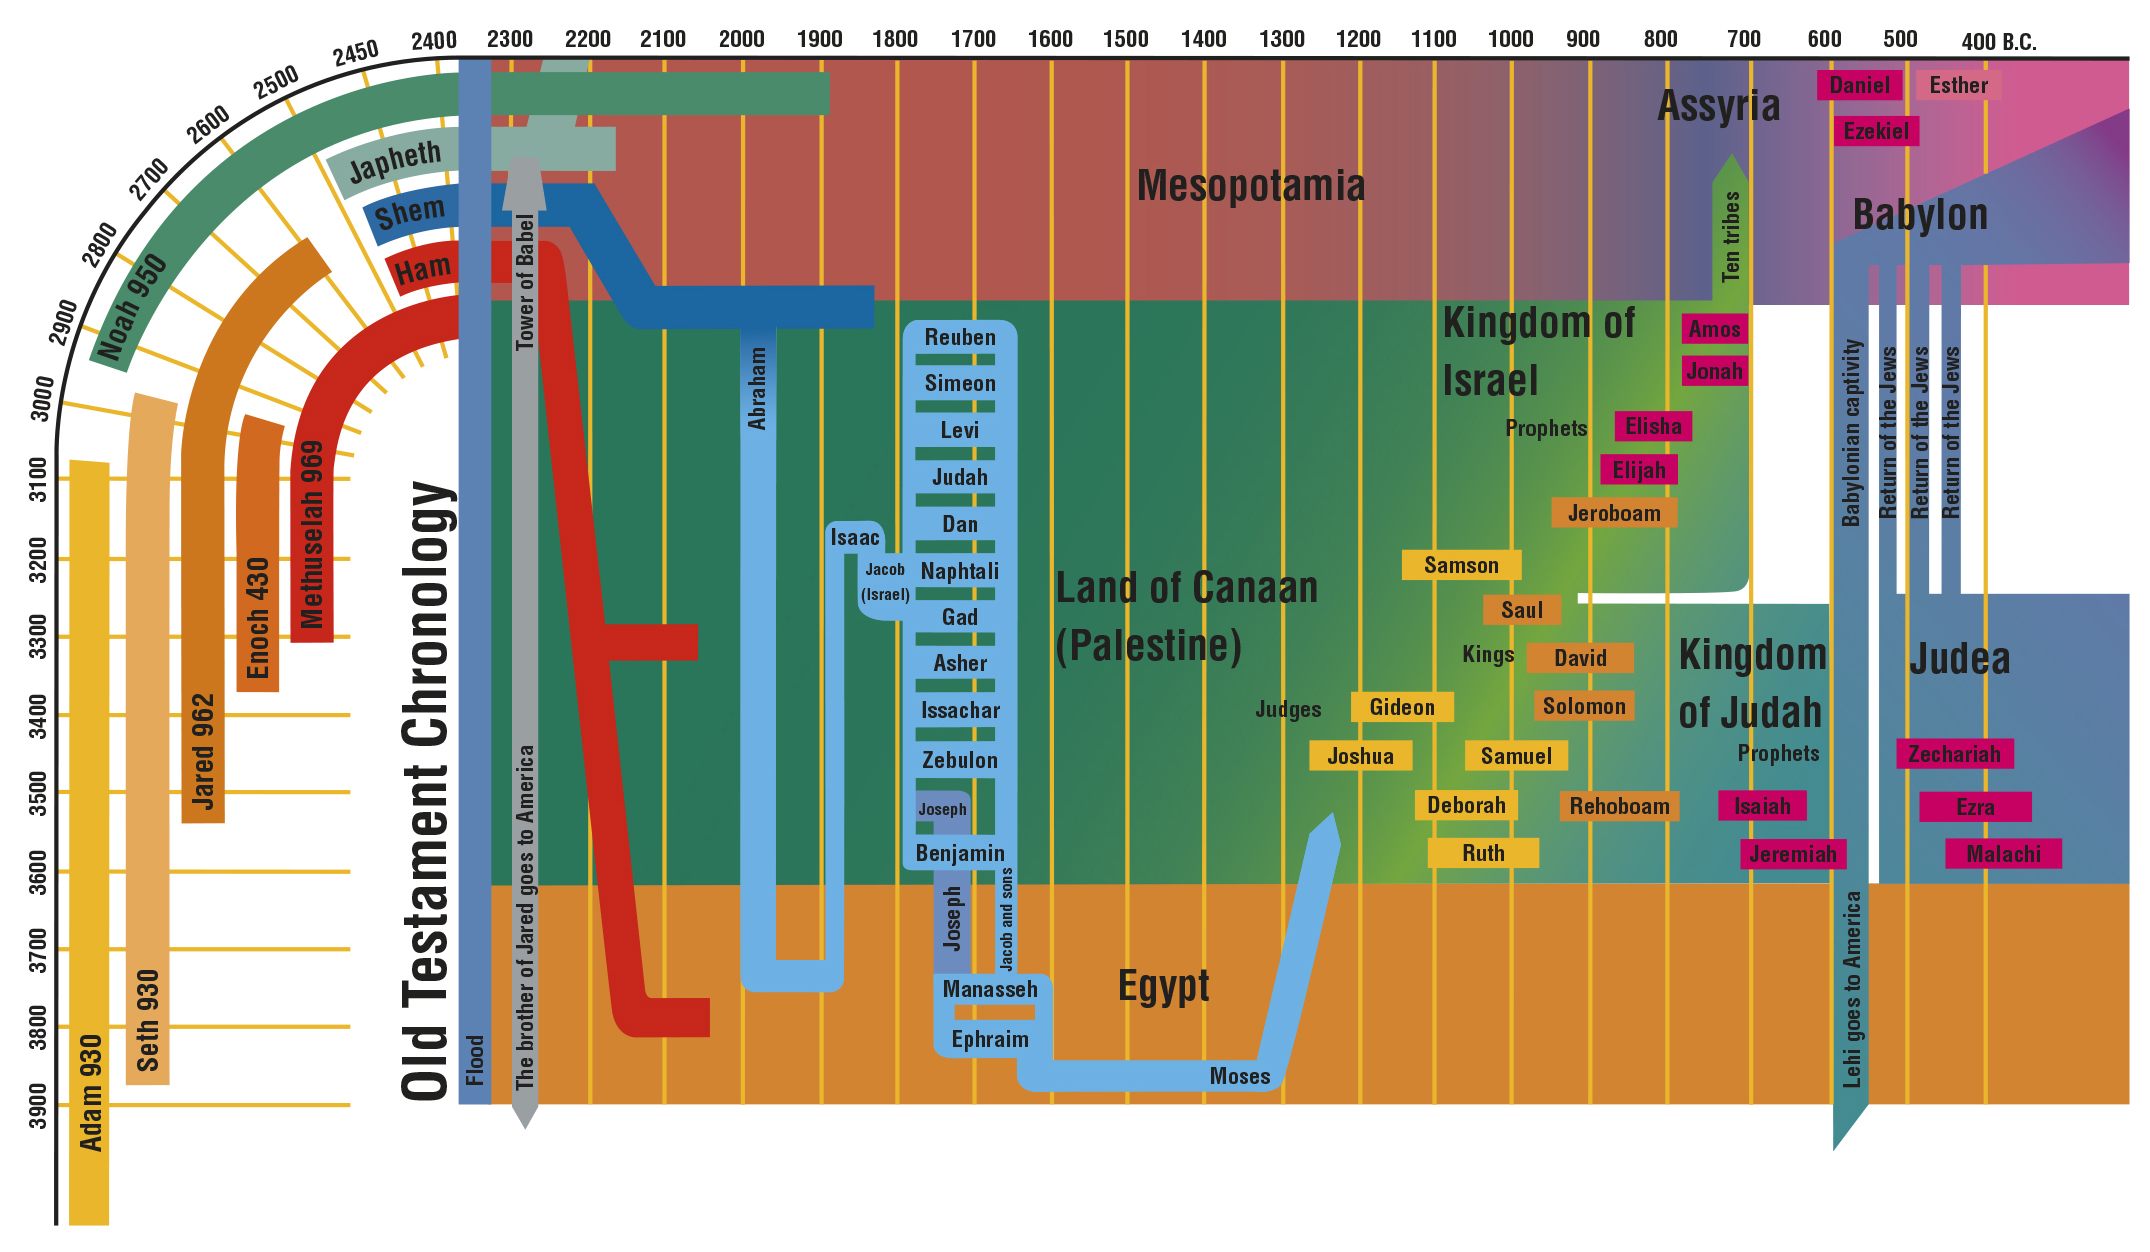 2450
2400
2300
2200
2100
2000
1900
1800
1700
1600
1500
1400
1300
1200
1100
1000
900
800
700
600
500
400 B.C.
2500
2600
2700
2800
2900
3000
3100
3200
3300
3400
3500
3600
3700
3800
3900
Noah 950
Japheth
Shem
Ham
Adam 930
Seth 930
Jared 962
Enoch 430
Methuselah 969
Old Testament Chronology
Flood
Tower of Babel
The brother of Jared goes to America
Abraham
Isaac
Jacob
(Israel)
Reuben
Simeon
Levi
Judah
Dan
Naphtali
Gad
Asher
Issachar
Zebulon
Joseph
Benjamin
Joseph
Jacob and sons
Manasseh
Ephraim
Moses
Mesopotamia
Land of Canaan
(Palestine)
Egypt
Assyria
Ten tribes
Kingdom of
Israel
Amos
Jonah
Prophets
Elisha
Elijah
Jeroboam
Samson
Saul
Kings
David
Solomon
Judges
Gideon
Joshua
Samuel
Deborah
Rehoboam
Ruth
Kingdom
of Judah
Prophets
Isaiah
Jeremiah
Daniel
Esther
Ezekiel
Babylon
Babylonian captivity
Return of the Jews
Return of the Jews
Return of the Jews
Judea
Zechariah
Ezra
Malachi
Lehi goes to America